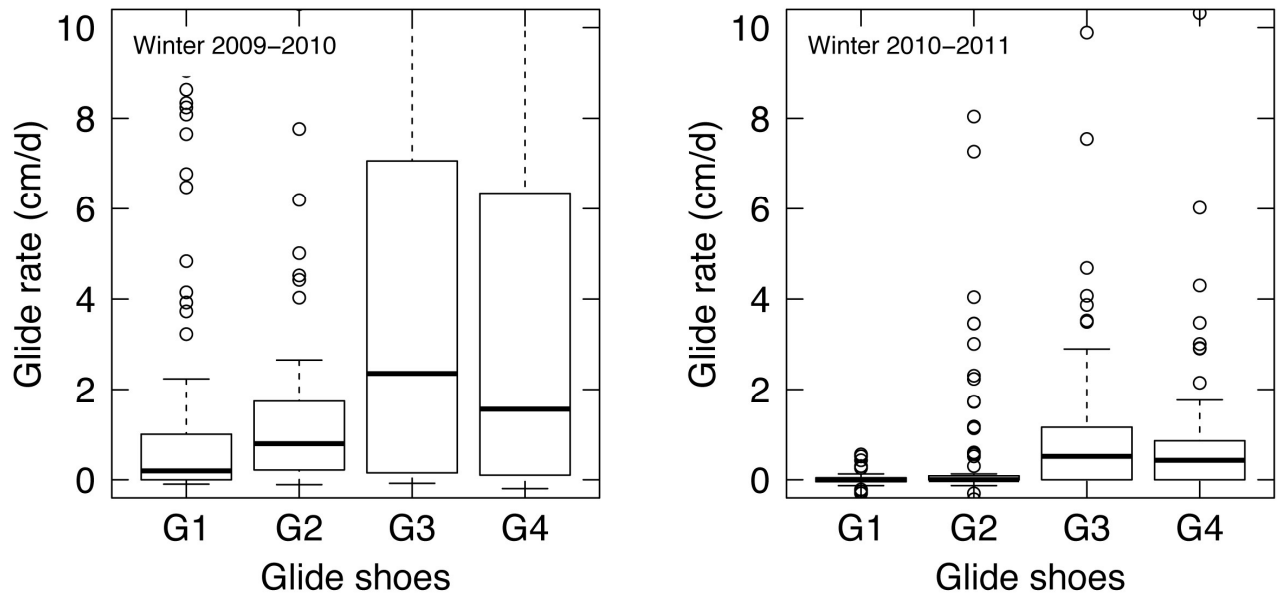 Winter 2009–2010
Glide rate (cm/d)
10
8
6
4
2
0
G1 G2 G3 G4
Glide shoes
Winter 2010–2011
Glide rate (cm/d)
10
8
6
4
2
0
G1 G2 G3 G4
Glide shoes